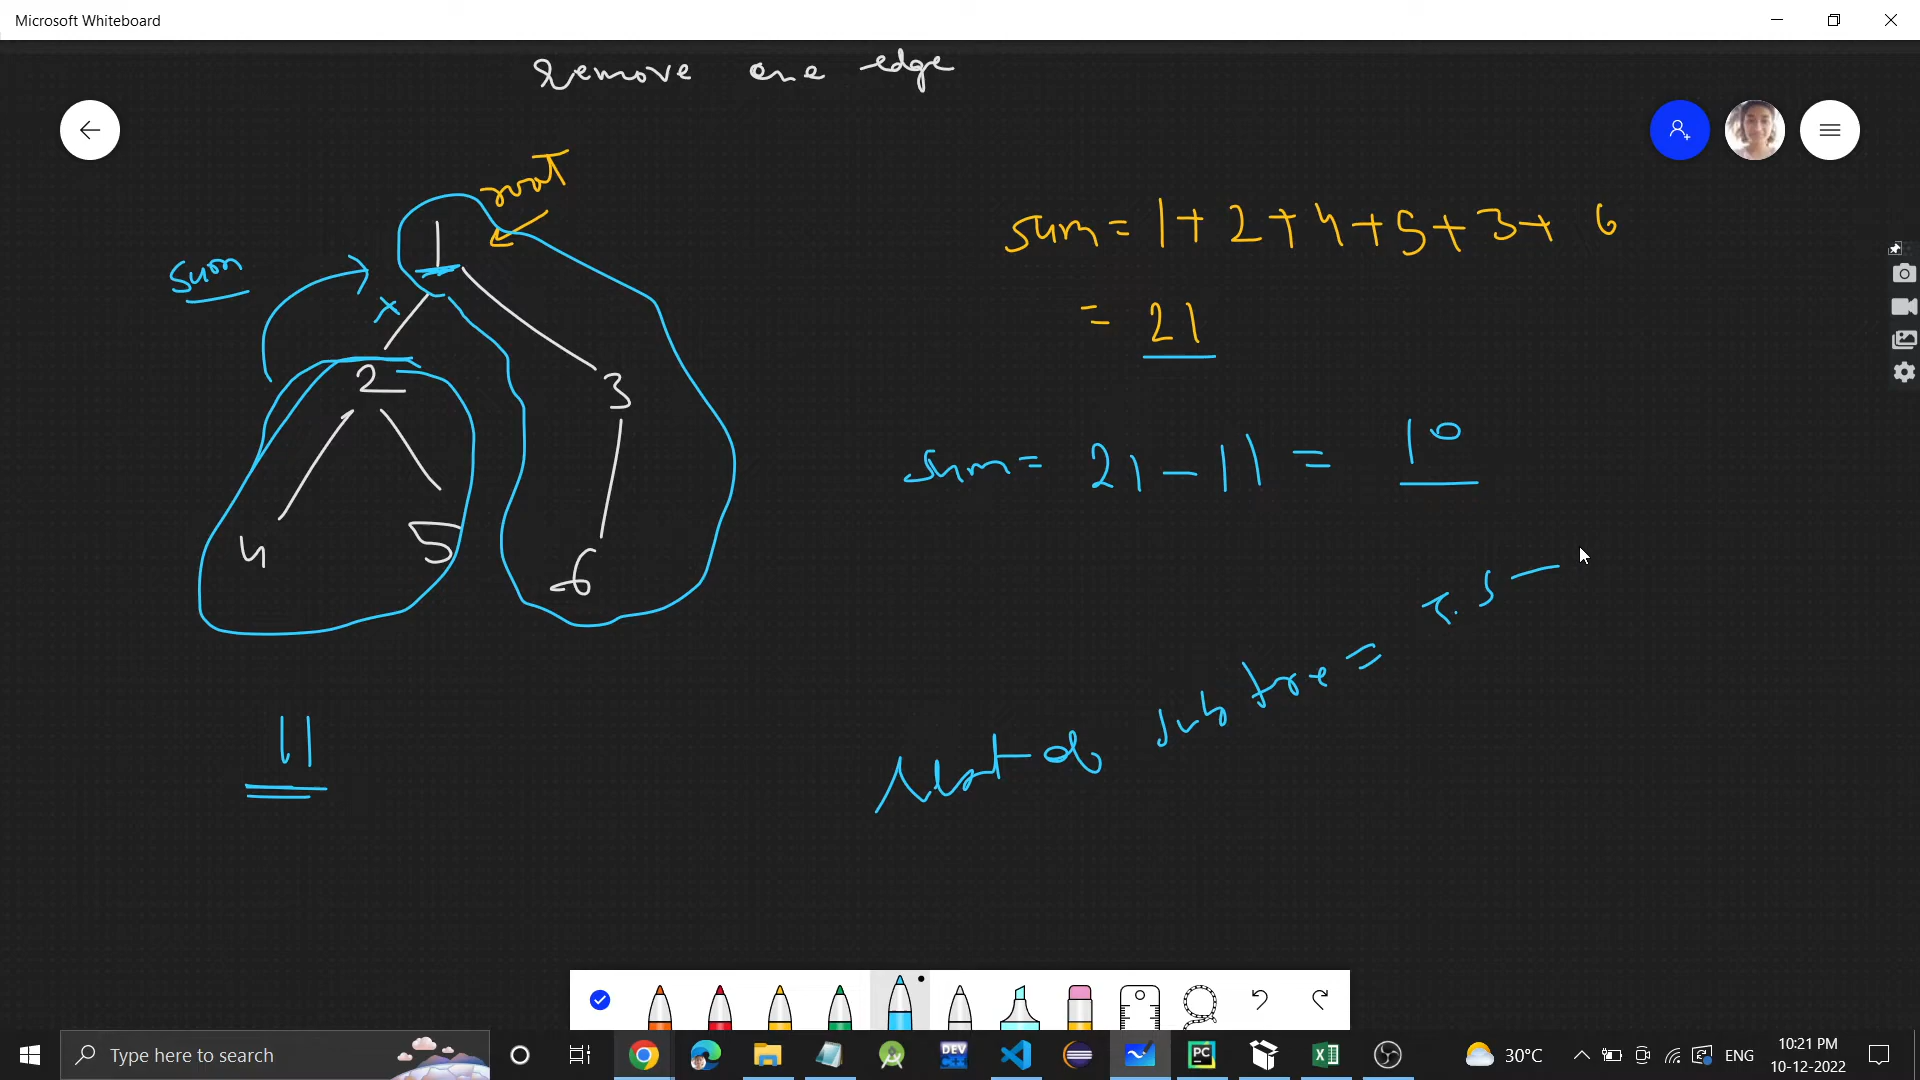 Microsoft Whiteboard
Remove one edge
root
1
sum
x
2
3
4
5
6
11
sum = 1 + 2 + 4 + 5 + 3 + 6
= 21
sum = 21 - 11 = 10
subtree = T.S -
Type here to search
DEV
PC
30°C
ENG
10:21 PM
10-12-2022